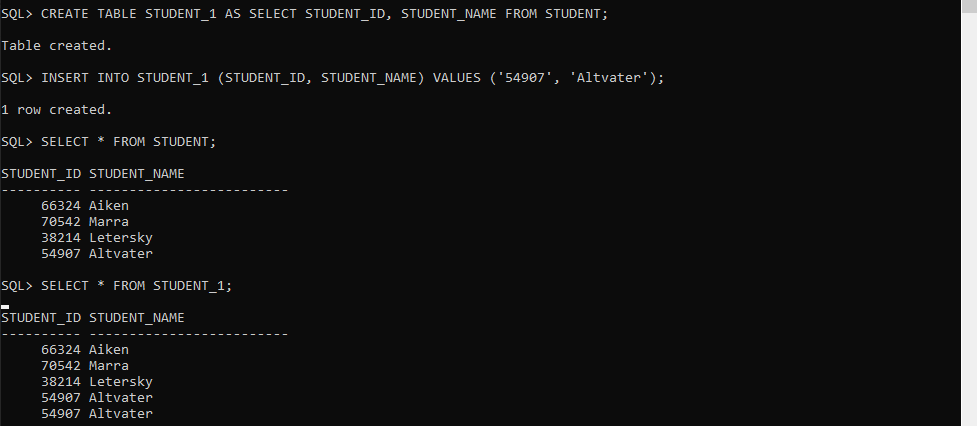 SQL> CREATE TABLE STUDENT_1 AS SELECT STUDENT_ID, STUDENT_NAME FROM STUDENT;
Table created.
SQL> INSERT INTO STUDENT_1 (STUDENT_ID, STUDENT_NAME) VALUES ('54907', 'Altvater');
1 row created.
SQL> SELECT * FROM STUDENT;
STUDENT_ID STUDENT_NAME
---------- -------------------------
     66324 Aiken
     70542 Marra
     38214 Letersky
     54907 Altvater
SQL> SELECT * FROM STUDENT_1;
STUDENT_ID STUDENT_NAME
---------- -------------------------
     66324 Aiken
     70542 Marra
     38214 Letersky
     54907 Altvater
     54907 Altvater